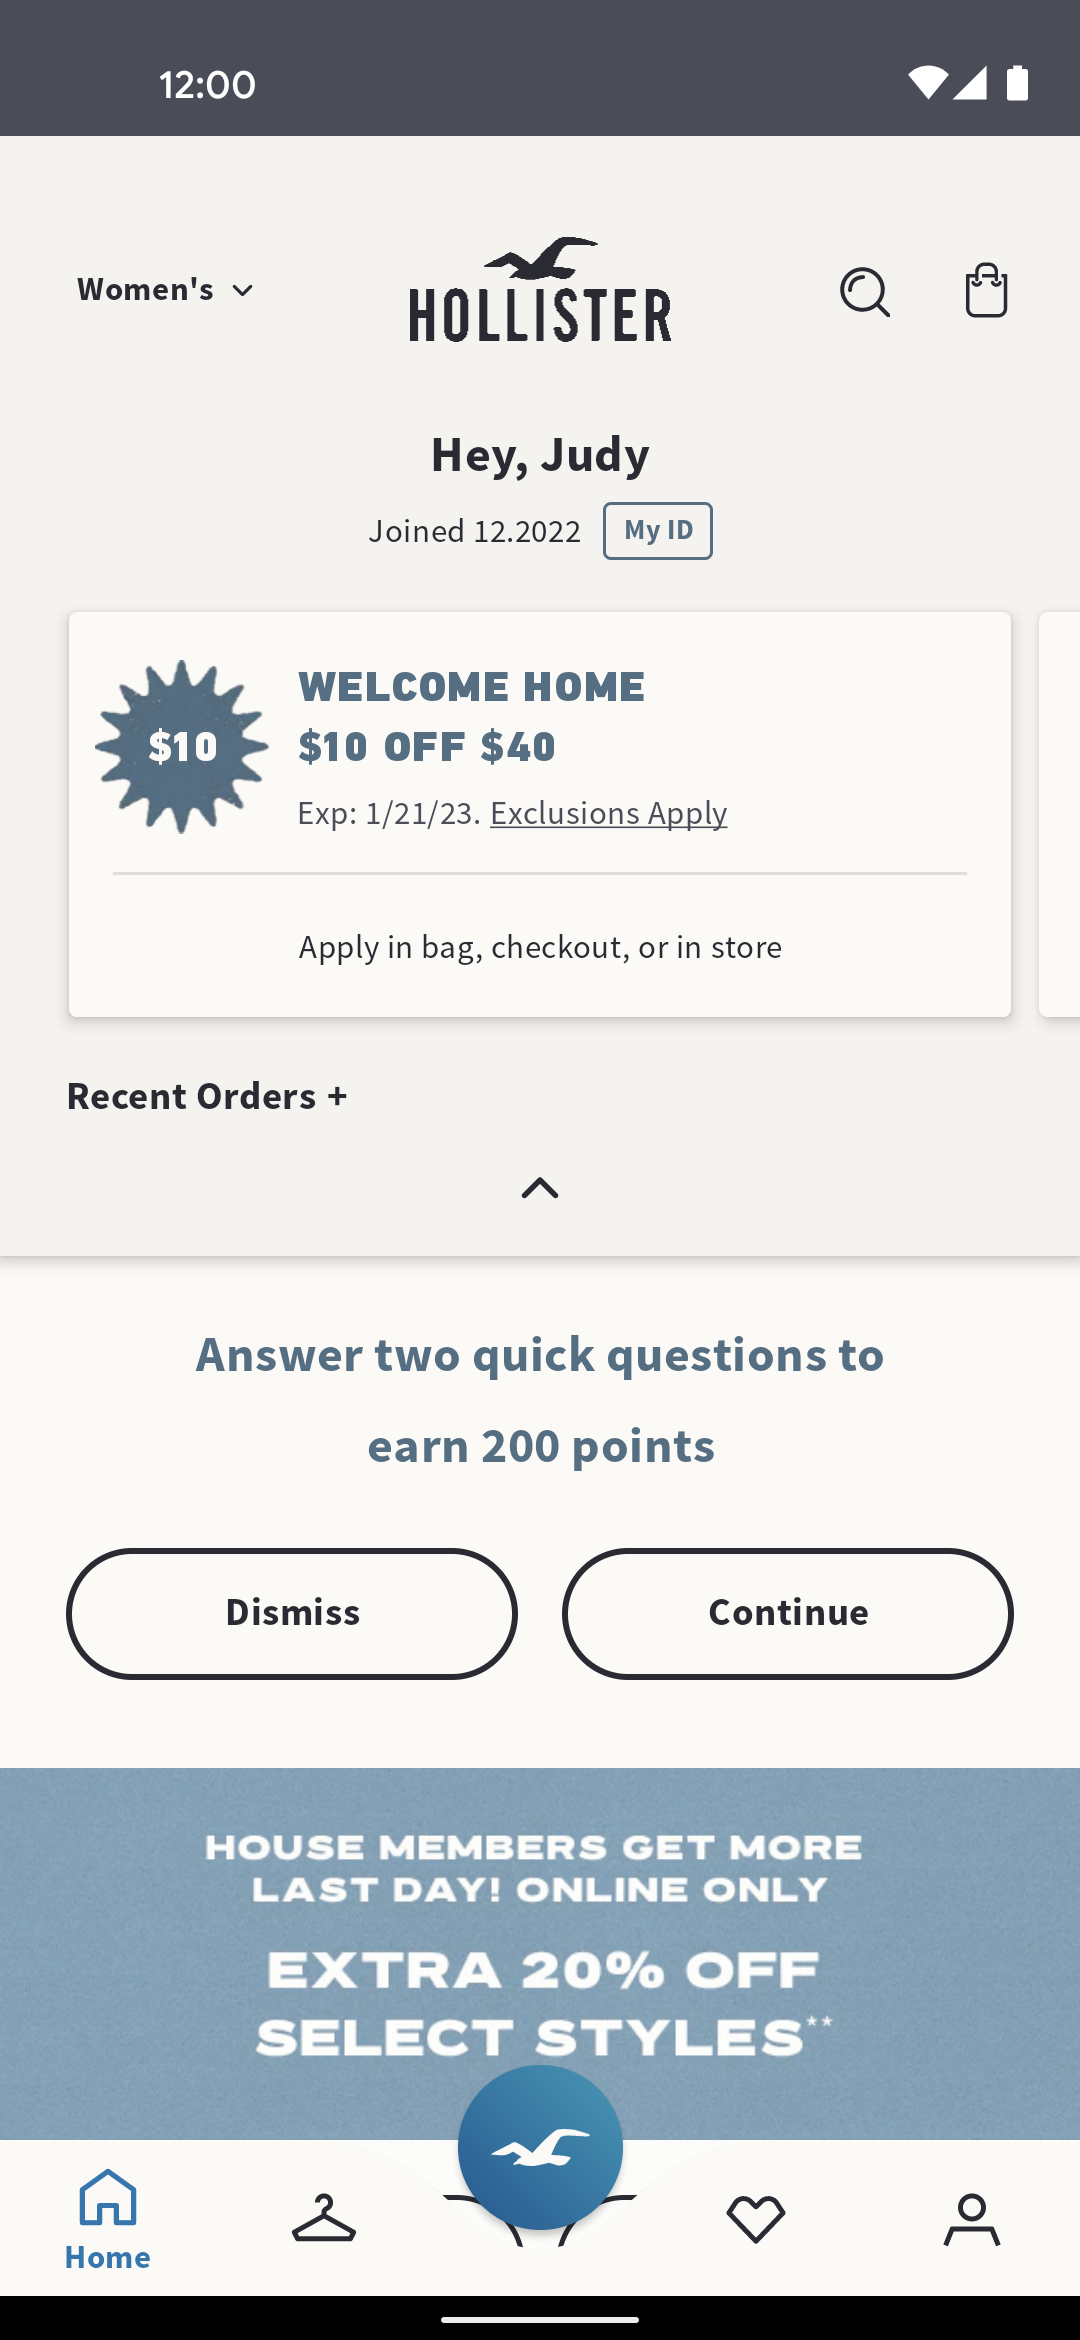 12:00
Women's
HOLLISTER
Hey, Judy
Joined 12.2022
My ID
$10
WELCOME HOME
$10 OFF $40
Exp: 1/21/23. Exclusions Apply
Apply in bag, checkout, or in store
Recent Orders +
Answer two quick questions to
earn 200 points
Dismiss
Continue
HOUSE MEMBERS GET MORE
LAST DAY! ONLINE ONLY
EXTRA 20% OFF
SELECT STYLES**
Home